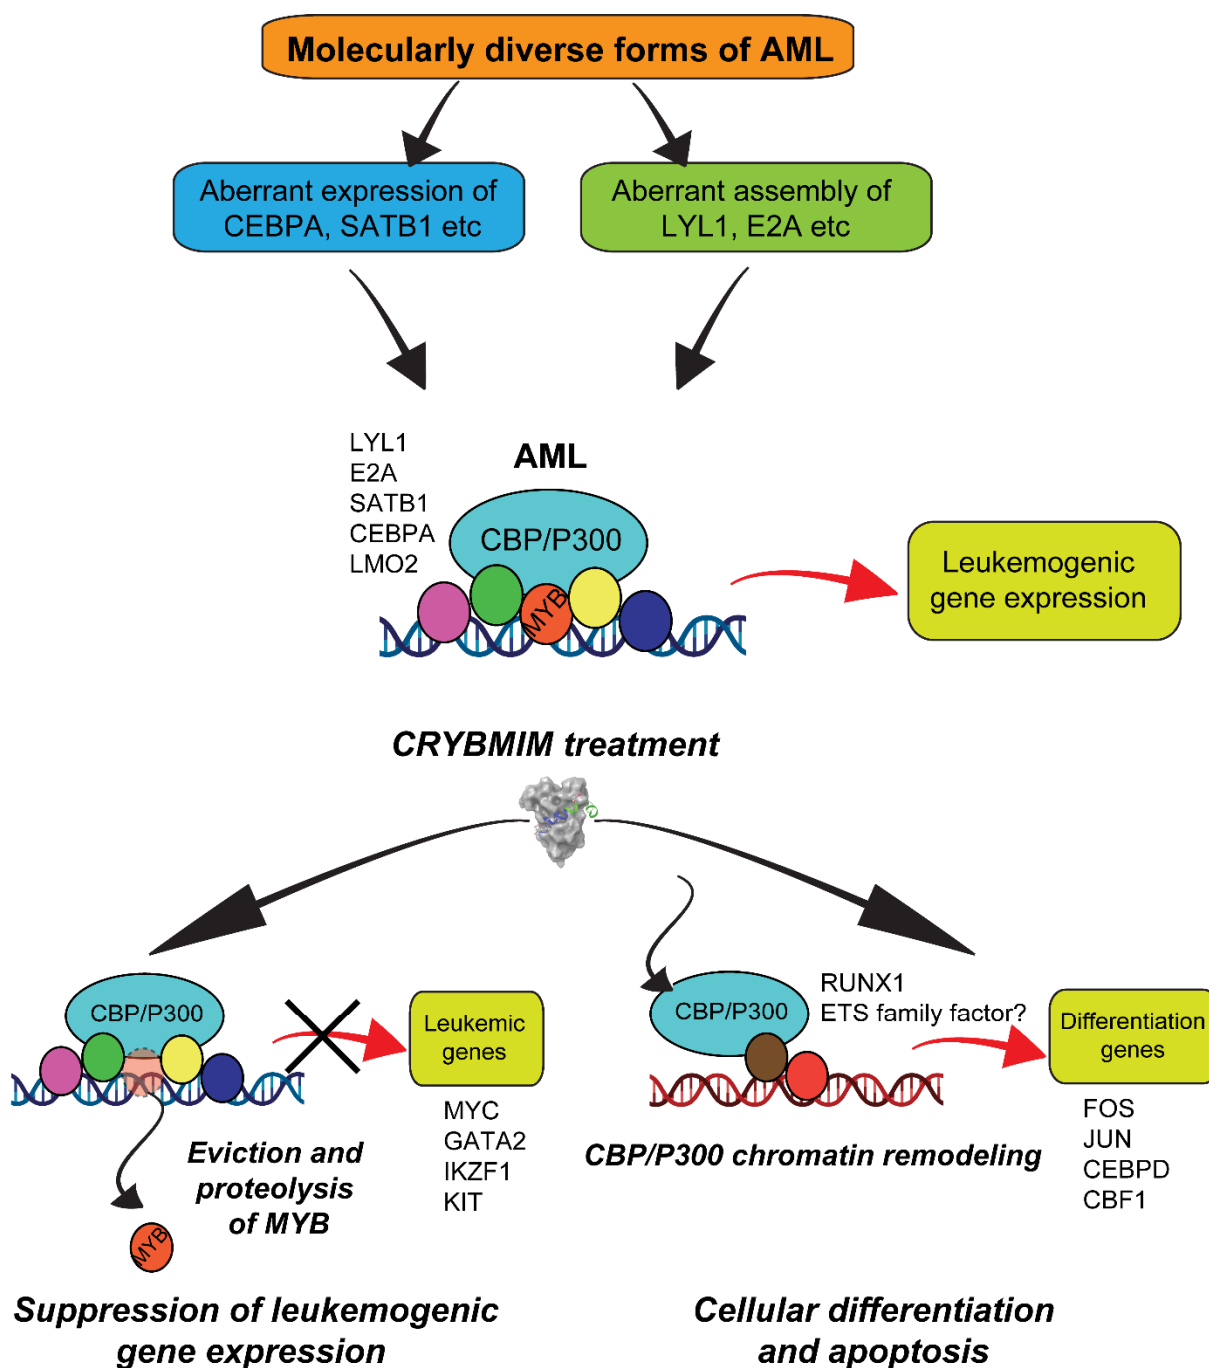 Molecularly diverse forms of AML
Aberrant expression of
CEBPA, SATB1 etc
Aberrant assembly of
LYL1, E2A etc
LYL1
E2A
SATB1
CEBPA
LMO2
AML
CBP/P300
MYB
Leukemogenic
gene expression
CRYBMIM treatment
CBP/P300
Leukemic
genes
MYC
GATA2
IKZF1
KIT
Eviction and
proteolysis
of MYB
MYB
Suppression of leukemogenic
gene expression
CBP/P300
RUNX1
ETS family factor?
Differentiation
genes
FOS
JUN
CEBPD
CBF1
CBP/P300 chromatin remodeling
Cellular differentiation
and apoptosis